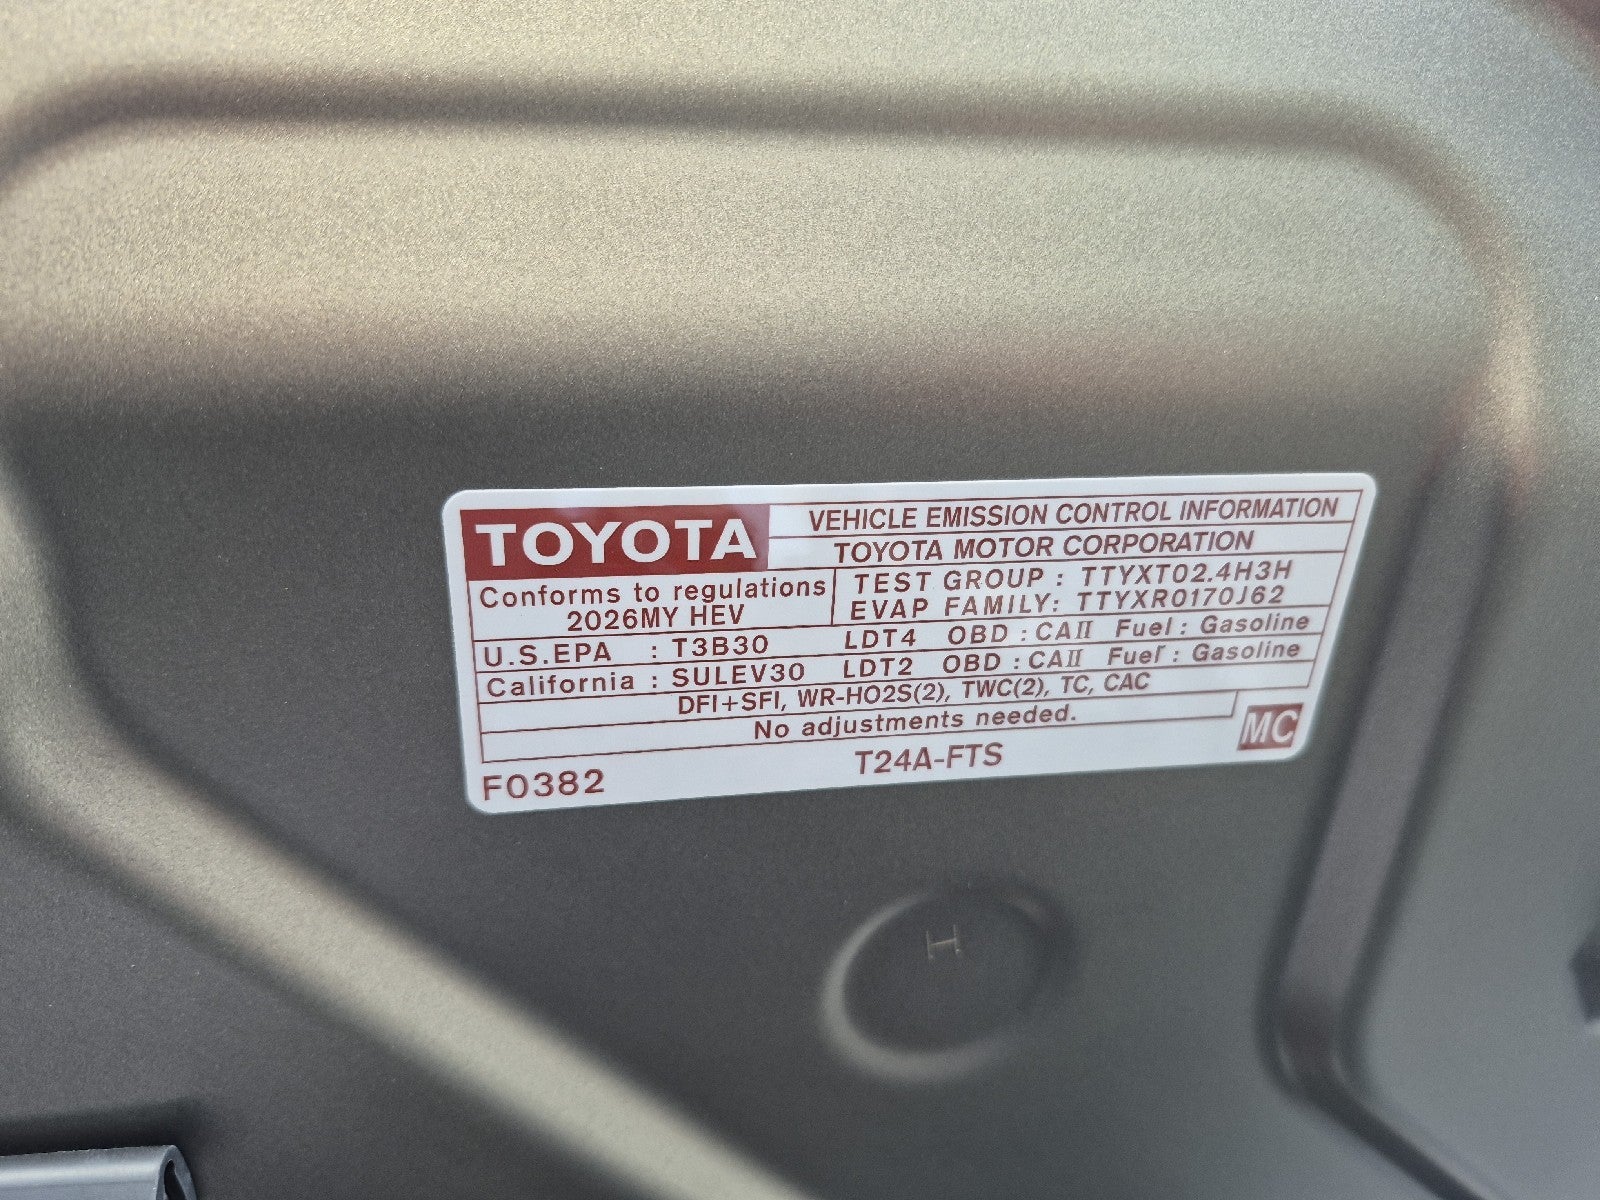 TOYOTA
VEHICLE EMISSION CONTROL INFORMATION
TOYOTA MOTOR CORPORATION
Conforms to regulations
2026MY HEV
TEST GROUP : TTYXT02.4H3H
EVAP FAMILY: TTYXR0170J62
U.S.EPA : T3B30 LDT4 OBD : CAII Fuel : Gasoline
California : SULEV30 LDT2 OBD : CAII Fuel : Gasoline
DFI+SFI, WR-HO2S(2), TWC(2), TC, CAC
No adjustments needed.
F0382 T24A-FTS MC
H